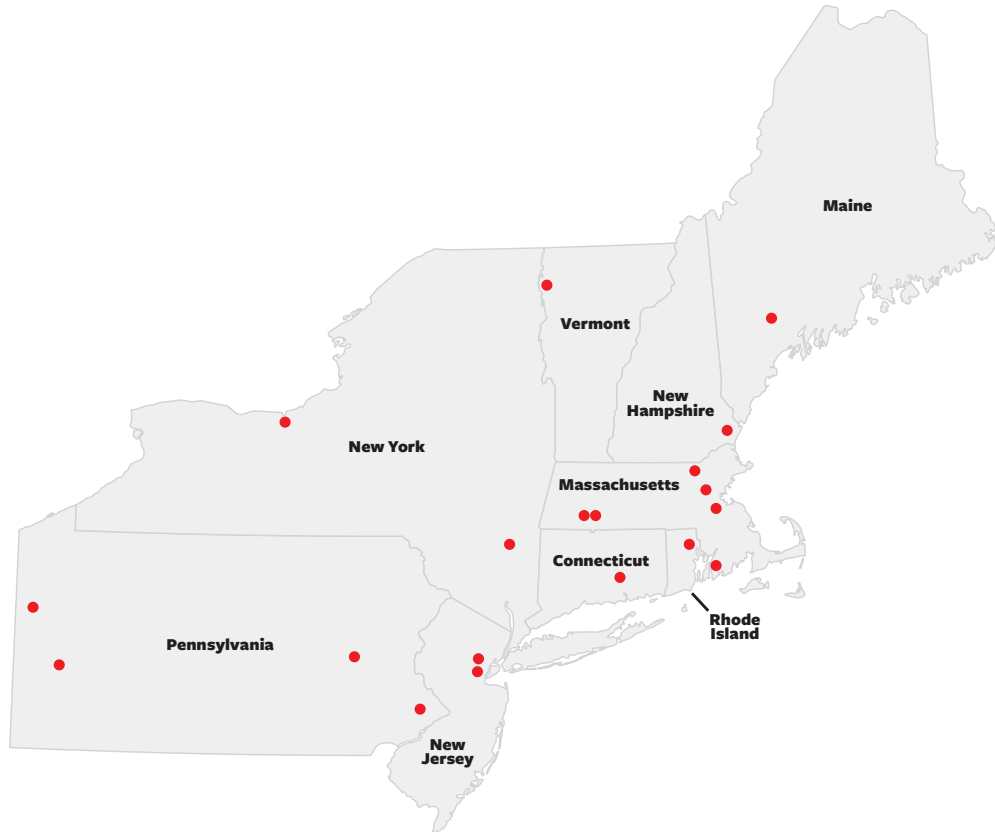 Maine
Vermont
New
Hampshire
New York
Massachusetts
Connecticut
Rhode
Island
Pennsylvania
New
Jersey